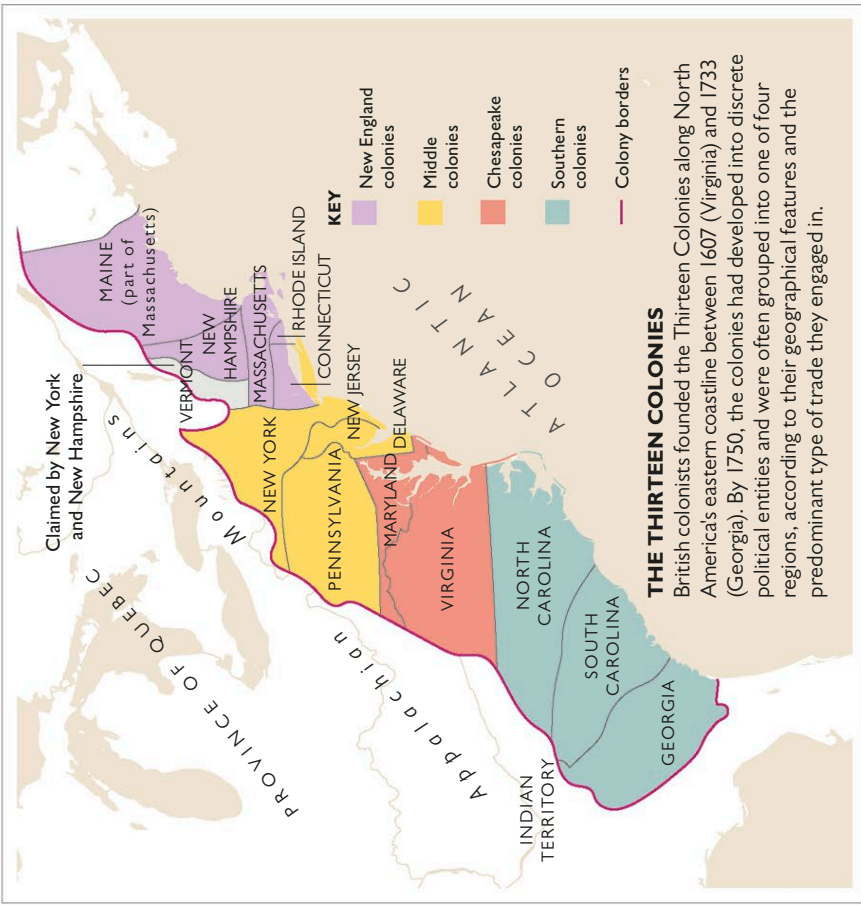 Claimed by New York
and New Hampshire
PROVINCE OF QUEBEC
Appalachian Mountains
INDIAN
TERRITORY
MAINE
(part of
Massachusetts)
VERMONT
NEW
HAMPSHIRE
MASSACHUSETTS
RHODE ISLAND
CONNECTICUT
NEW YORK
NEW JERSEY
PENNSYLVANIA
DELAWARE
MARYLAND
VIRGINIA
NORTH
CAROLINA
SOUTH
CAROLINA
GEORGIA
ATLANTIC
OCEAN
KEY
New England
colonies
Middle
colonies
Chesapeake
colonies
Southern
colonies
Colony borders
THE THIRTEEN COLONIES
British colonists founded the Thirteen Colonies along North
America's eastern coastline between 1607 (Virginia) and 1733
(Georgia). By 1750, the colonies had developed into discrete
political entities and were often grouped into one of four
regions, according to their geographical features and the
predominant type of trade they engaged in.